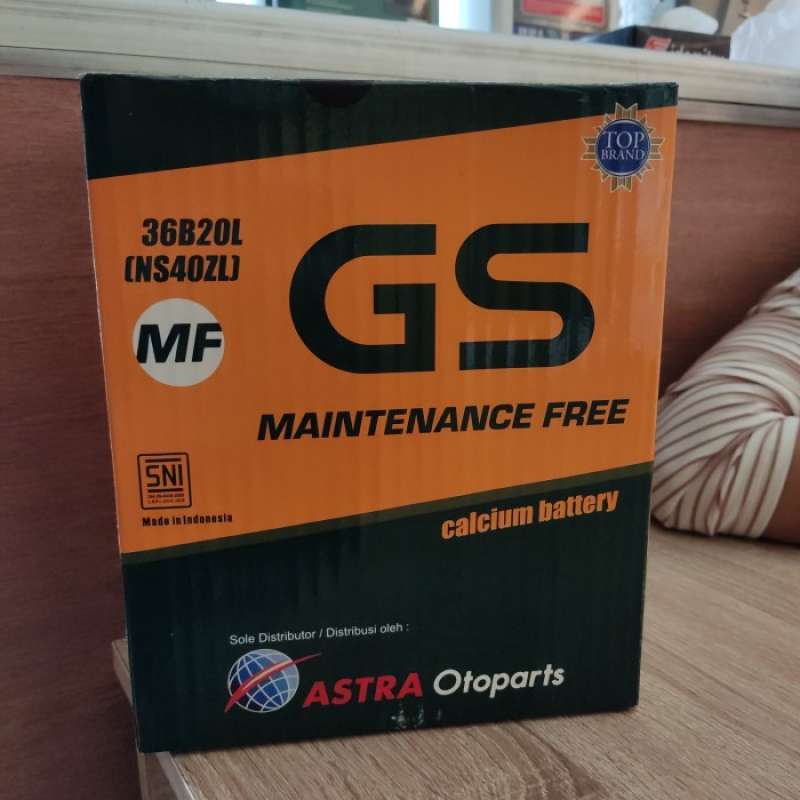 TOP
BRAND
36B20L
(NS40ZL)
GS
MF
MAINTENANCE FREE
SNI
Made in Indonesia
calcium battery
Sole Distributor / Distribusi oleh :
ASTRA Otoparts